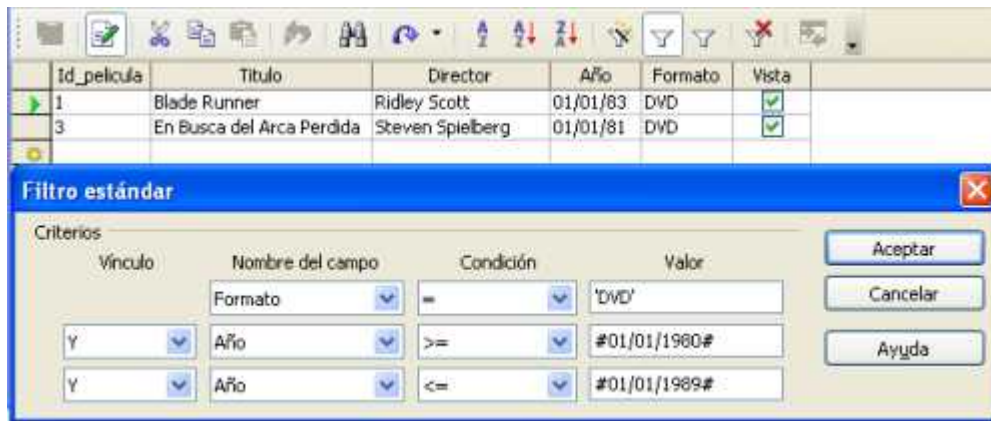 Id_pelicula Titulo Director Año Formato Vista
1 Blade Runner Ridley Scott 01/01/83 DVD
3 En Busca del Arca Perdida Steven Spielberg 01/01/81 DVD
Filtro estándar
Criterios
Vínculo Nombre del campo Condición Valor
Formato = 'DVD'
Y Año >= #01/01/1980#
Y Año <= #01/01/1989#
Aceptar
Cancelar
Ayuda